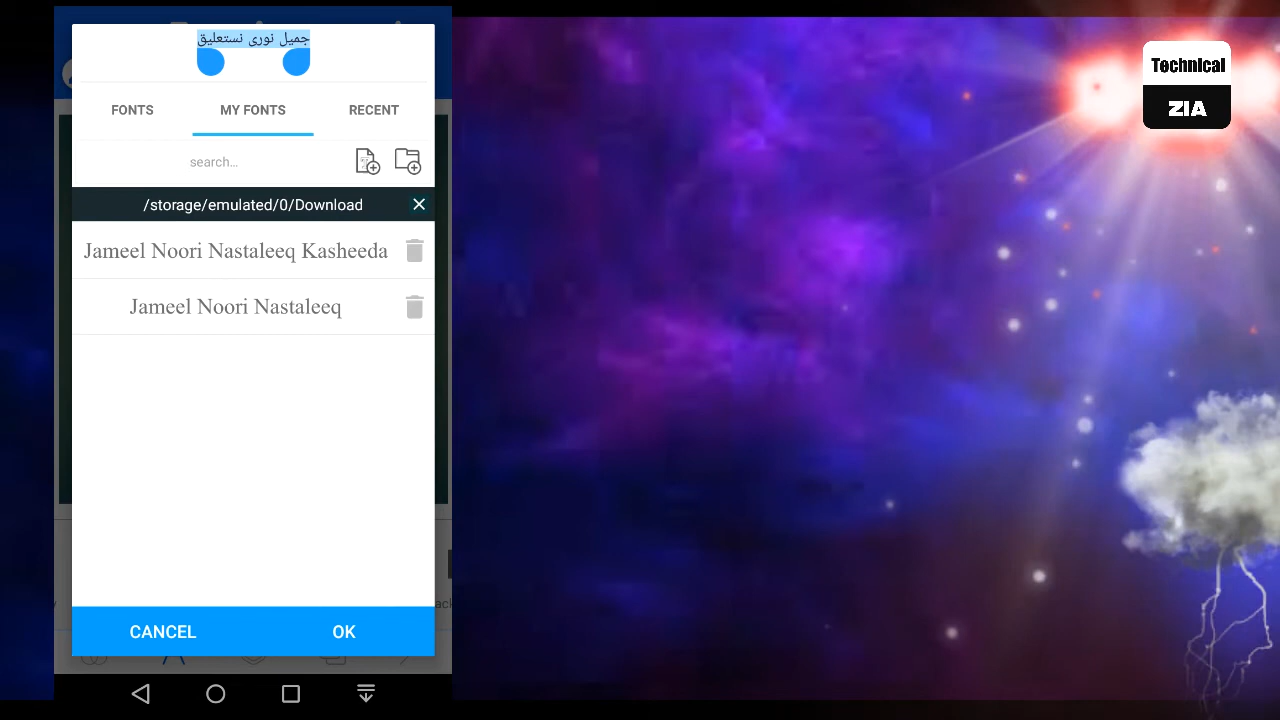 جمیل نوری نستعلیق
FONTS MY FONTS RECENT
search...
/storage/emulated/0/Download
Jameel Noori Nastaleeq Kasheeda
Jameel Noori Nastaleeq
CANCEL OK
Technical
ZIA